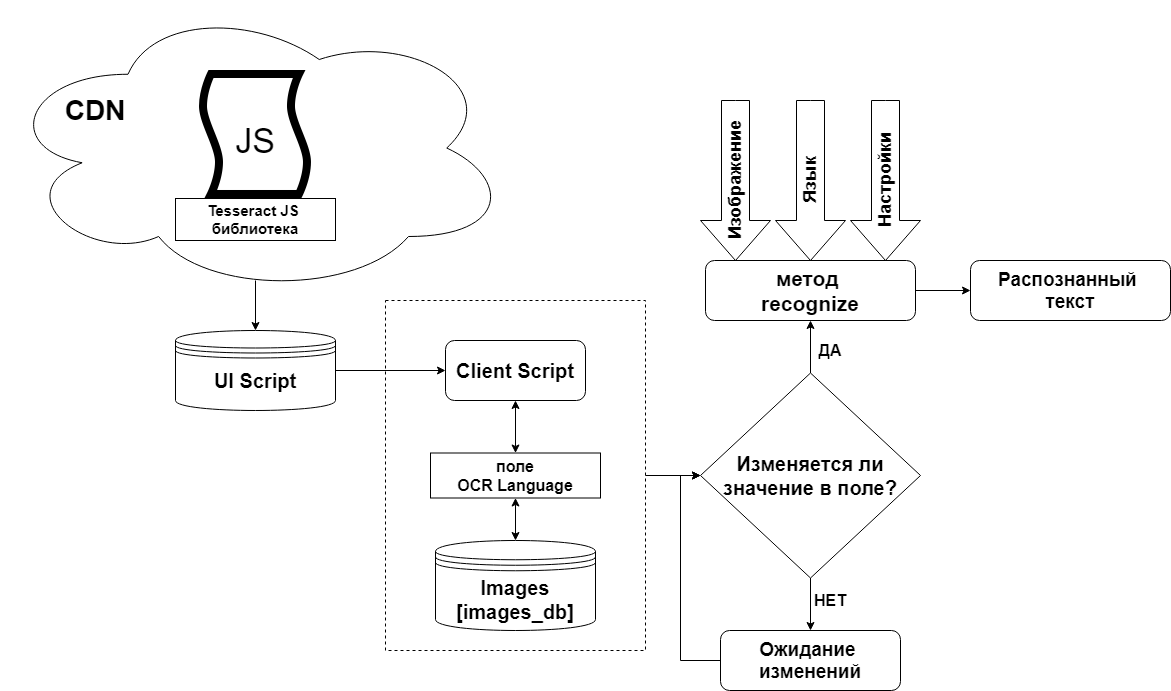 CDN
JS
Tesseract JS
библиотека
UI Script
Client Script
поле
OCR Language
Images
[images_db]
Изображение
Язык
Настройки
метод
recognize
Распознанный
текст
ДА
Изменяется ли
значение в поле?
НЕТ
Ожидание
изменений